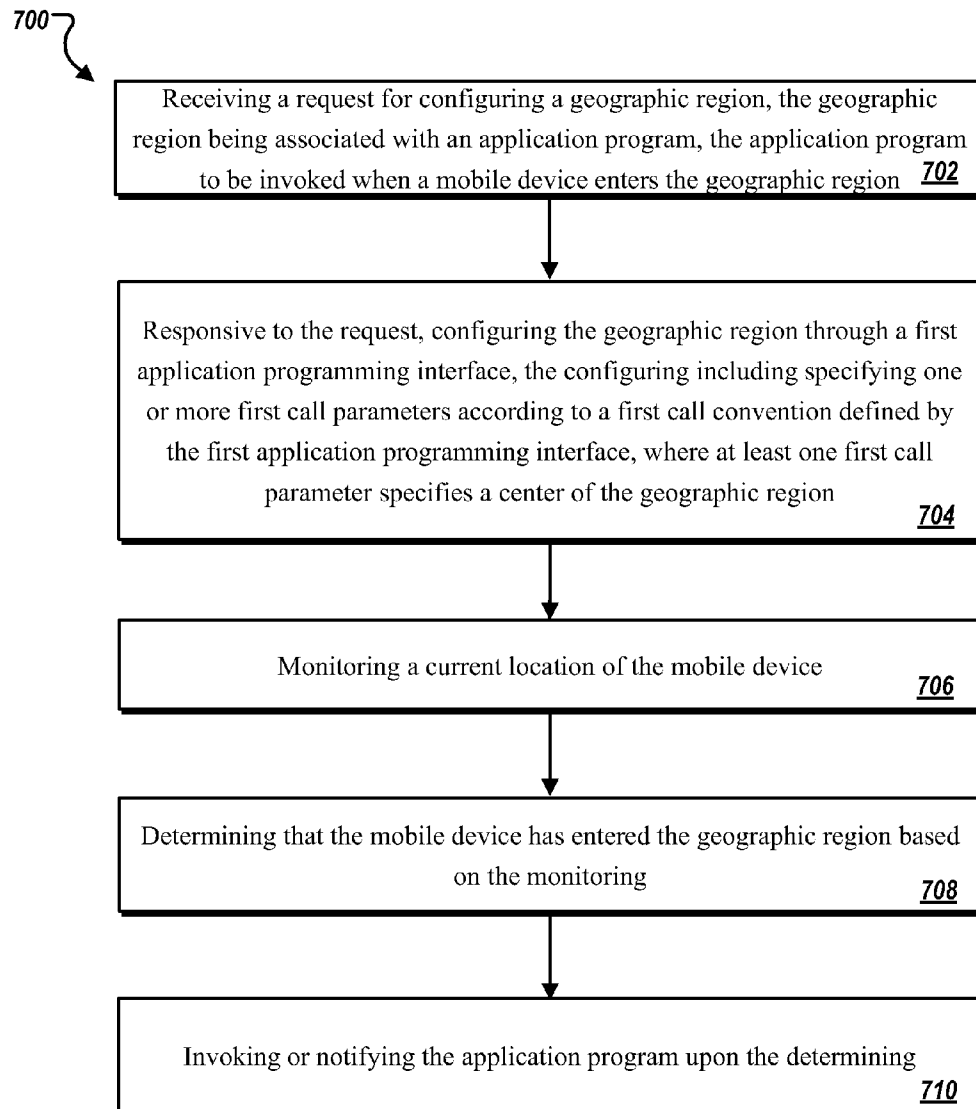 700
Receiving a request for configuring a geographic region, the geographic
region being associated with an application program, the application program
to be invoked when a mobile device enters the geographic region 702
Responsive to the request, configuring the geographic region through a first
application programming interface, the configuring including specifying one
or more first call parameters according to a first call convention defined by
the first application programming interface, where at least one first call
parameter specifies a center of the geographic region
704
Monitoring a current location of the mobile device
706
Determining that the mobile device has entered the geographic region based
on the monitoring
708
Invoking or notifying the application program upon the determining
710